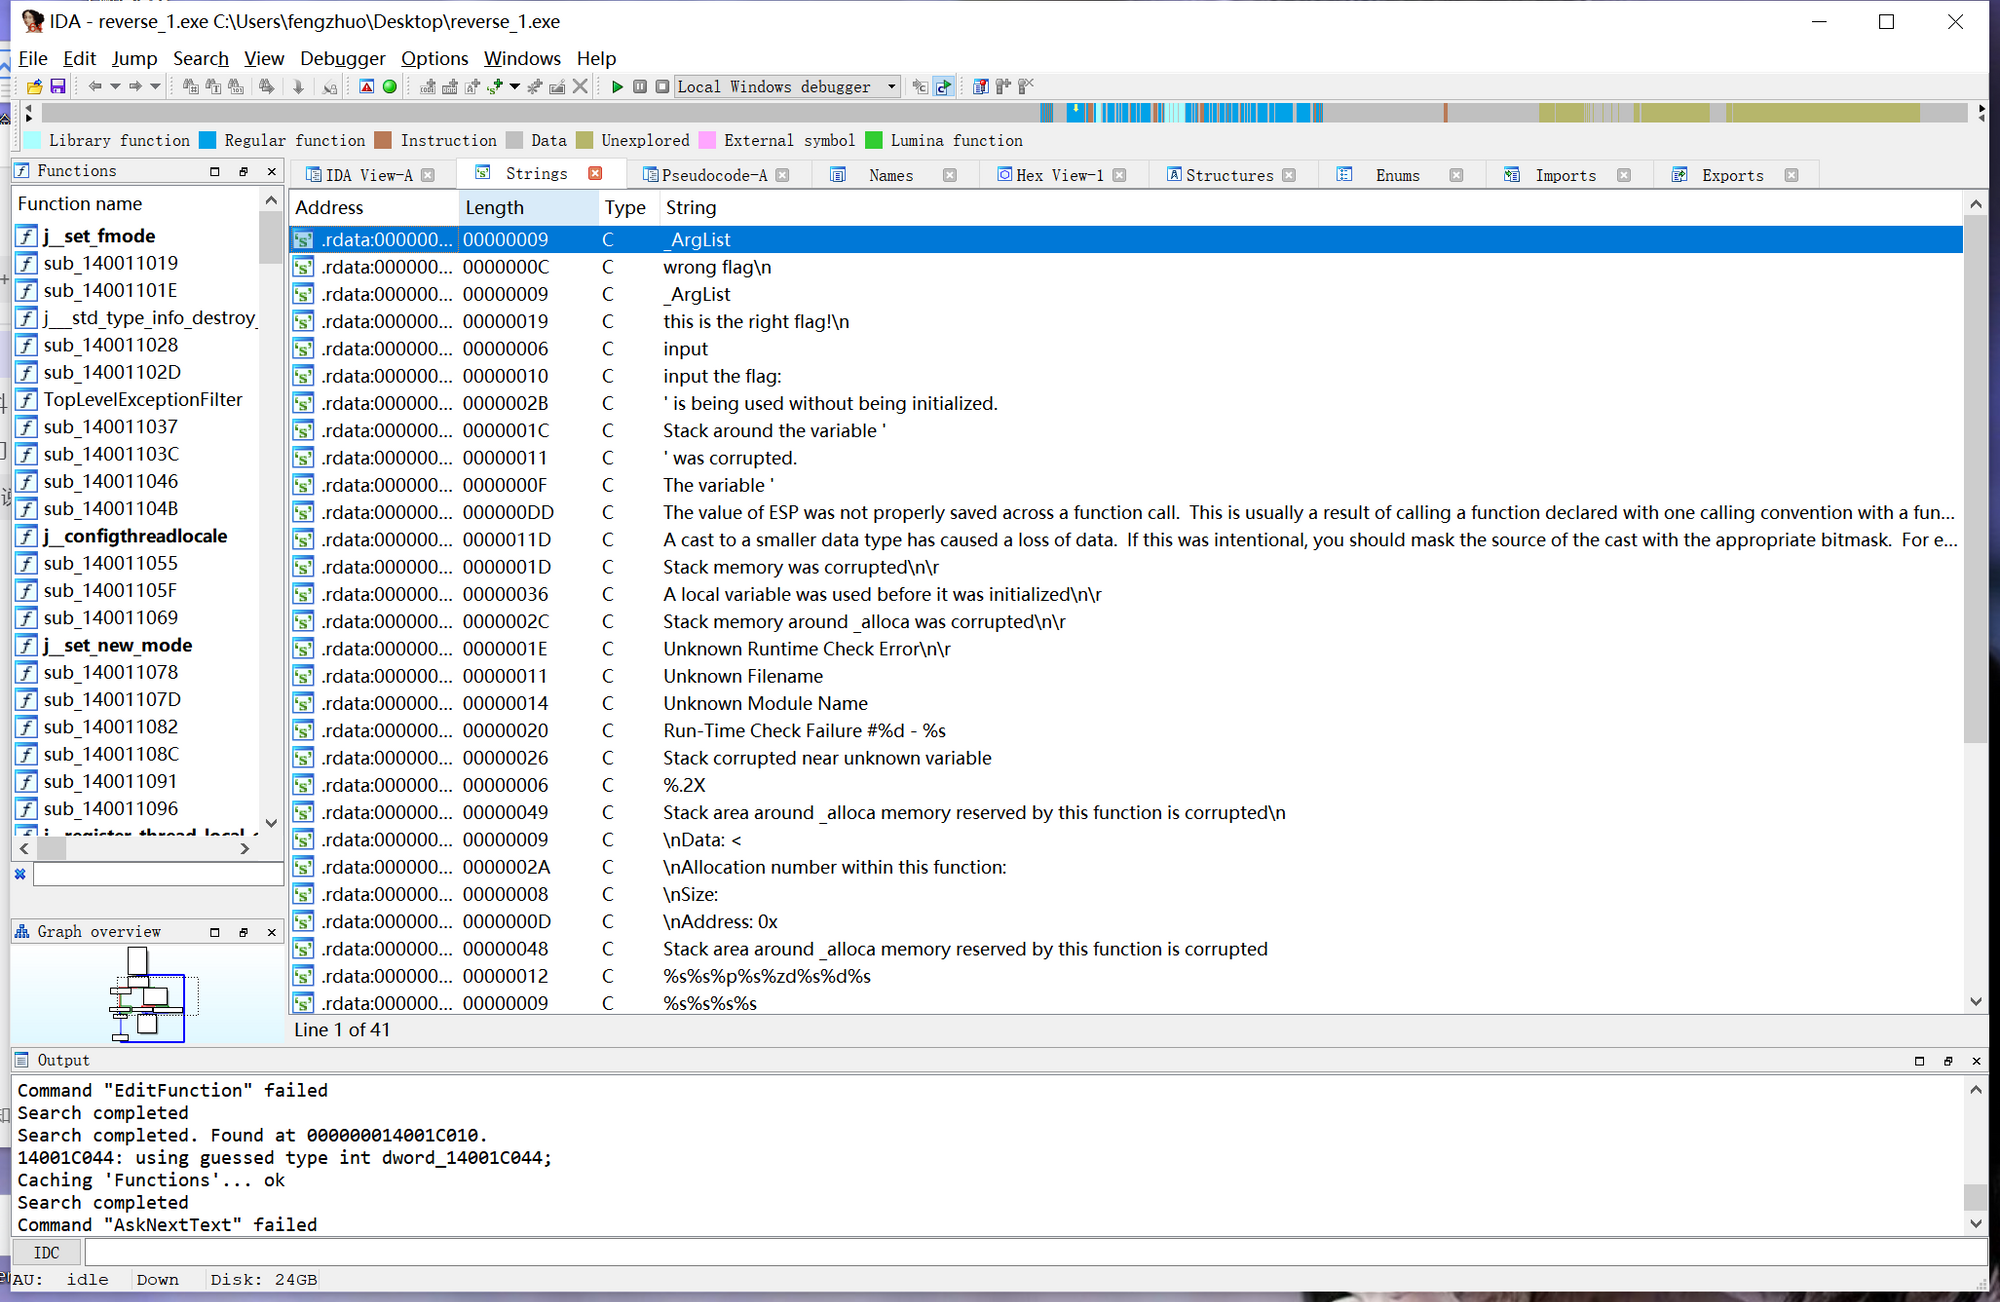 IDA - reverse_1.exe C:\Users\fengzhuo\Desktop\reverse_1.exe
File Edit Jump Search View Debugger Options Windows Help
Local Windows debugger
Library function Regular function Instruction Data Unexplored External symbol Lumina function
Functions
Function name
j__set_fmode
sub_140011019
sub_14001101E
j___std_type_info_destroy_
sub_140011028
sub_14001102D
TopLevelExceptionFilter
sub_140011037
sub_14001103C
sub_140011046
sub_14001104B
j__configthreadlocale
sub_140011055
sub_14001105F
sub_140011069
j__set_new_mode
sub_140011078
sub_14001107D
sub_140011082
sub_14001108C
sub_140011091
sub_140011096
j__register_thread_local_
Graph overview
IDA View-A Strings Pseudocode-A Names Hex View-1 Structures Enums Imports Exports
Address Length Type String
.rdata:000000... 00000009 C _ArgList
.rdata:000000... 0000000C C wrong flag\n
.rdata:000000... 00000009 C _ArgList
.rdata:000000... 00000019 C this is the right flag!\n
.rdata:000000... 00000006 C input
.rdata:000000... 00000010 C input the flag:
.rdata:000000... 0000002B C ' is being used without being initialized.
.rdata:000000... 0000001C C Stack around the variable '
.rdata:000000... 00000011 C ' was corrupted.
.rdata:000000... 0000000F C The variable '
.rdata:000000... 000000DD C The value of ESP was not properly saved across a function call.  This is usually a result of calling a function declared with one calling convention with a fun...
.rdata:000000... 0000011D C A cast to a smaller data type has caused a loss of data.  If this was intentional, you should mask the source of the cast with the appropriate bitmask.  For e...
.rdata:000000... 0000001D C Stack memory was corrupted\n\r
.rdata:000000... 00000036 C A local variable was used before it was initialized\n\r
.rdata:000000... 0000002C C Stack memory around _alloca was corrupted\n\r
.rdata:000000... 0000001E C Unknown Runtime Check Error\n\r
.rdata:000000... 00000011 C Unknown Filename
.rdata:000000... 00000014 C Unknown Module Name
.rdata:000000... 00000020 C Run-Time Check Failure #%d - %s
.rdata:000000... 00000026 C Stack corrupted near unknown variable
.rdata:000000... 00000006 C %.2X
.rdata:000000... 00000049 C Stack area around _alloca memory reserved by this function is corrupted\n
.rdata:000000... 00000009 C \nData: <
.rdata:000000... 0000002A C \nAllocation number within this function:
.rdata:000000... 00000008 C \nSize:
.rdata:000000... 0000000D C \nAddress: 0x
.rdata:000000... 00000048 C Stack area around _alloca memory reserved by this function is corrupted
.rdata:000000... 00000012 C %s%s%p%s%zd%s%d%s
.rdata:000000... 00000009 C %s%s%s%s
Line 1 of 41
Output
Command "EditFunction" failed
Search completed
Search completed. Found at 000000014001C010.
14001C044: using guessed type int dword_14001C044;
Caching 'Functions'... ok
Search completed
Command "AskNextText" failed
IDC
AU: idle Down Disk: 24GB